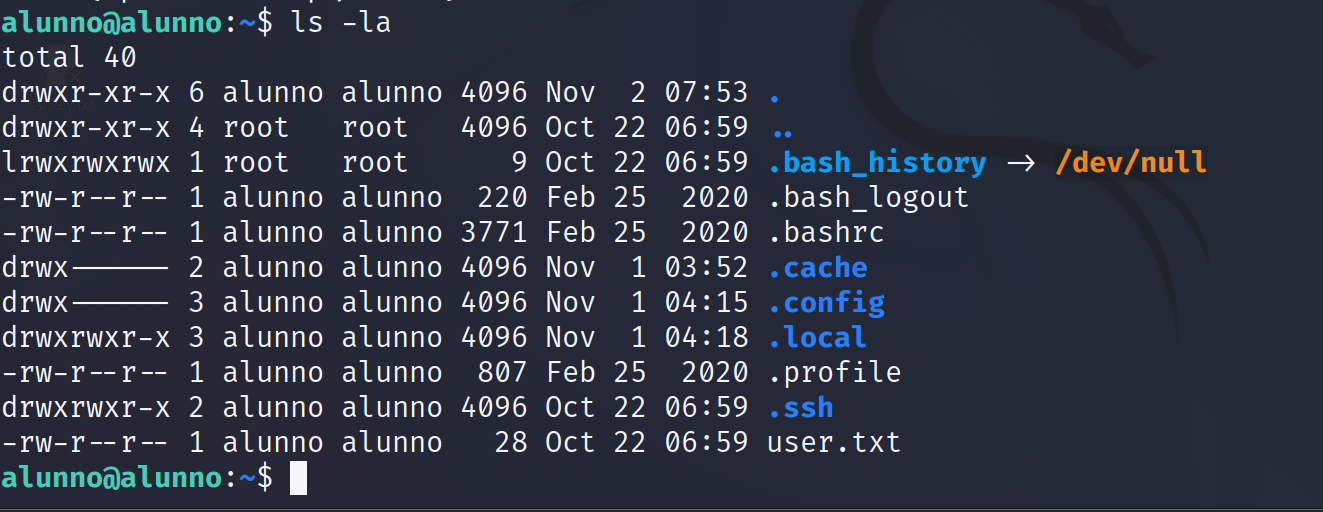 alunno@alunno:~$ ls -la
total 40
drwxr-xr-x 6 alunno alunno 4096 Nov  2 07:53 .
drwxr-xr-x 4 root   root   4096 Oct 22 06:59 ..
lrwxrwxrwx 1 root   root      9 Oct 22 06:59 .bash_history → /dev/null
-rw-r--r-- 1 alunno alunno  220 Feb 25  2020 .bash_logout
-rw-r--r-- 1 alunno alunno 3771 Feb 25  2020 .bashrc
drwx------ 2 alunno alunno 4096 Nov  1 03:52 .cache
drwx------ 3 alunno alunno 4096 Nov  1 04:15 .config
drwxrwxr-x 3 alunno alunno 4096 Nov  1 04:18 .local
-rw-r--r-- 1 alunno alunno  807 Feb 25  2020 .profile
drwxrwxr-x 2 alunno alunno 4096 Oct 22 06:59 .ssh
-rw-r--r-- 1 alunno alunno   28 Oct 22 06:59 user.txt
alunno@alunno:~$